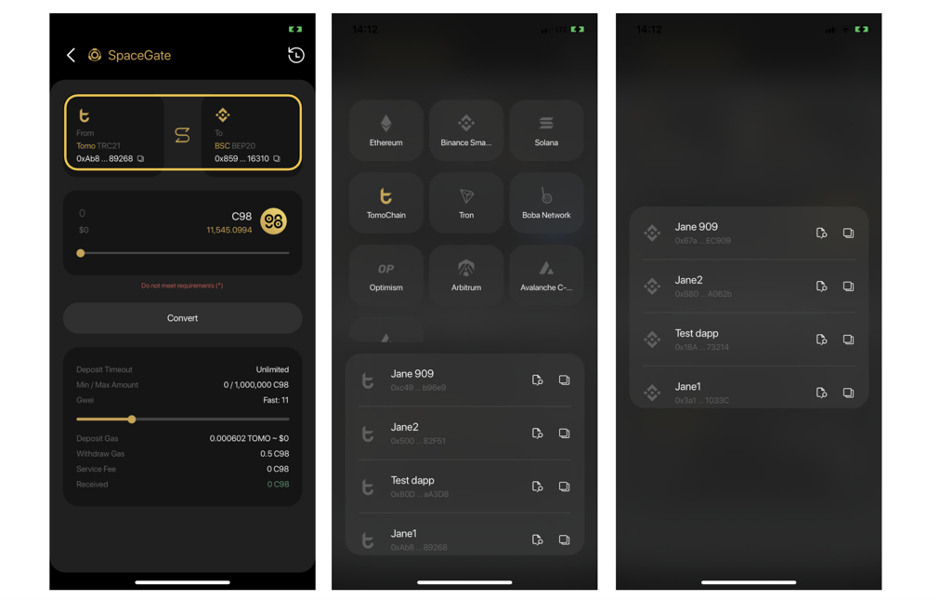 SpaceGate
From
Tomo TRC21
0xAb8 ... 89268
To
BSC BEP20
0x859 ... 16310
0
$0
C98
11,545.0994
98
Do not meet requirements (*)
Convert
Deposit Timeout Unlimited
Min / Max Amount 0 / 1,000,000 C98
Gwei Fast: 11
Deposit Gas 0.000602 TOMO ~ $0
Withdraw Gas 0.5 C98
Service Fee 0 C98
Received 0 C98
14:12
Ethereum
Binance Sma...
Solana
TomoChain
Tron
Boba Network
OP
Optimism
Arbitrum
Avalanche C-...
Jane 909
0xc49 ... b96e9
Jane2
0x500 ... E2F51
Test dapp
0x80D ... aA3D8
Jane1
0xAb8 ... 89268
14:12
Jane 909
0x67a ... EC909
Jane2
0x680 ... A062b
Test dapp
0x18A ... 73214
Jane1
0x3a1 ... 1033C